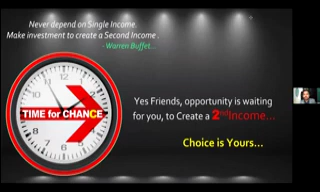 Never depend on Single Income.
Make investment to create a Second Income .
- Warren Buffet...
TIME for CHANCE
Yes Friends, opportunity is waiting
for you, to Create a 2nd Income...
Choice is Yours...